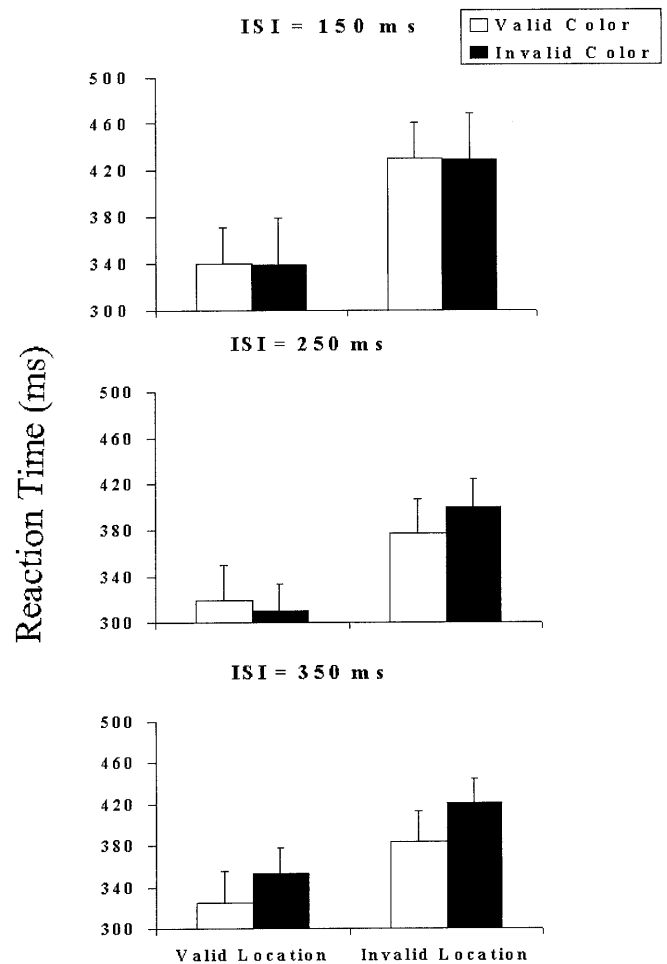 ISI = 150 ms
Valid Color
Invalid Color
500
460
420
380
340
300
ISI = 250 ms
500
460
420
380
340
300
Reaction Time (ms)
ISI = 350 ms
500
460
420
380
340
300
Valid Location Invalid Location